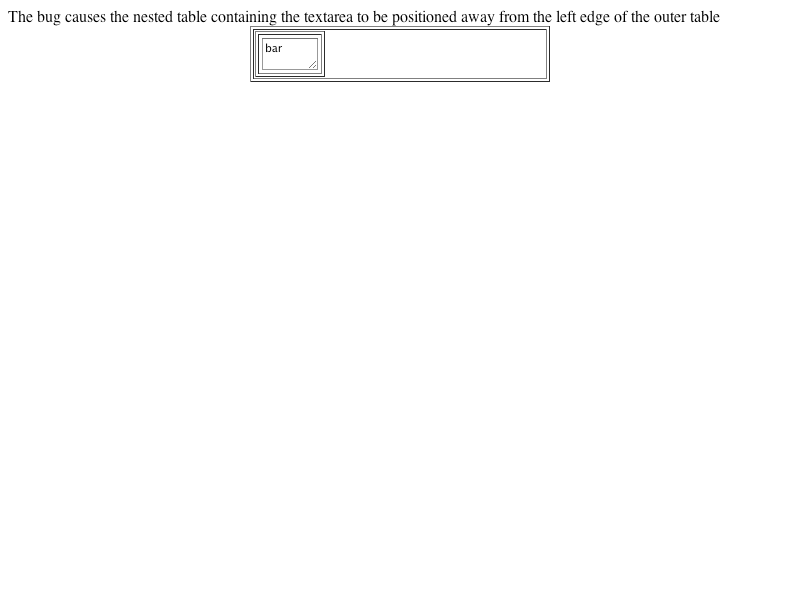 The bug causes the nested table containing the textarea to be positioned away from the left edge of the outer table
bar